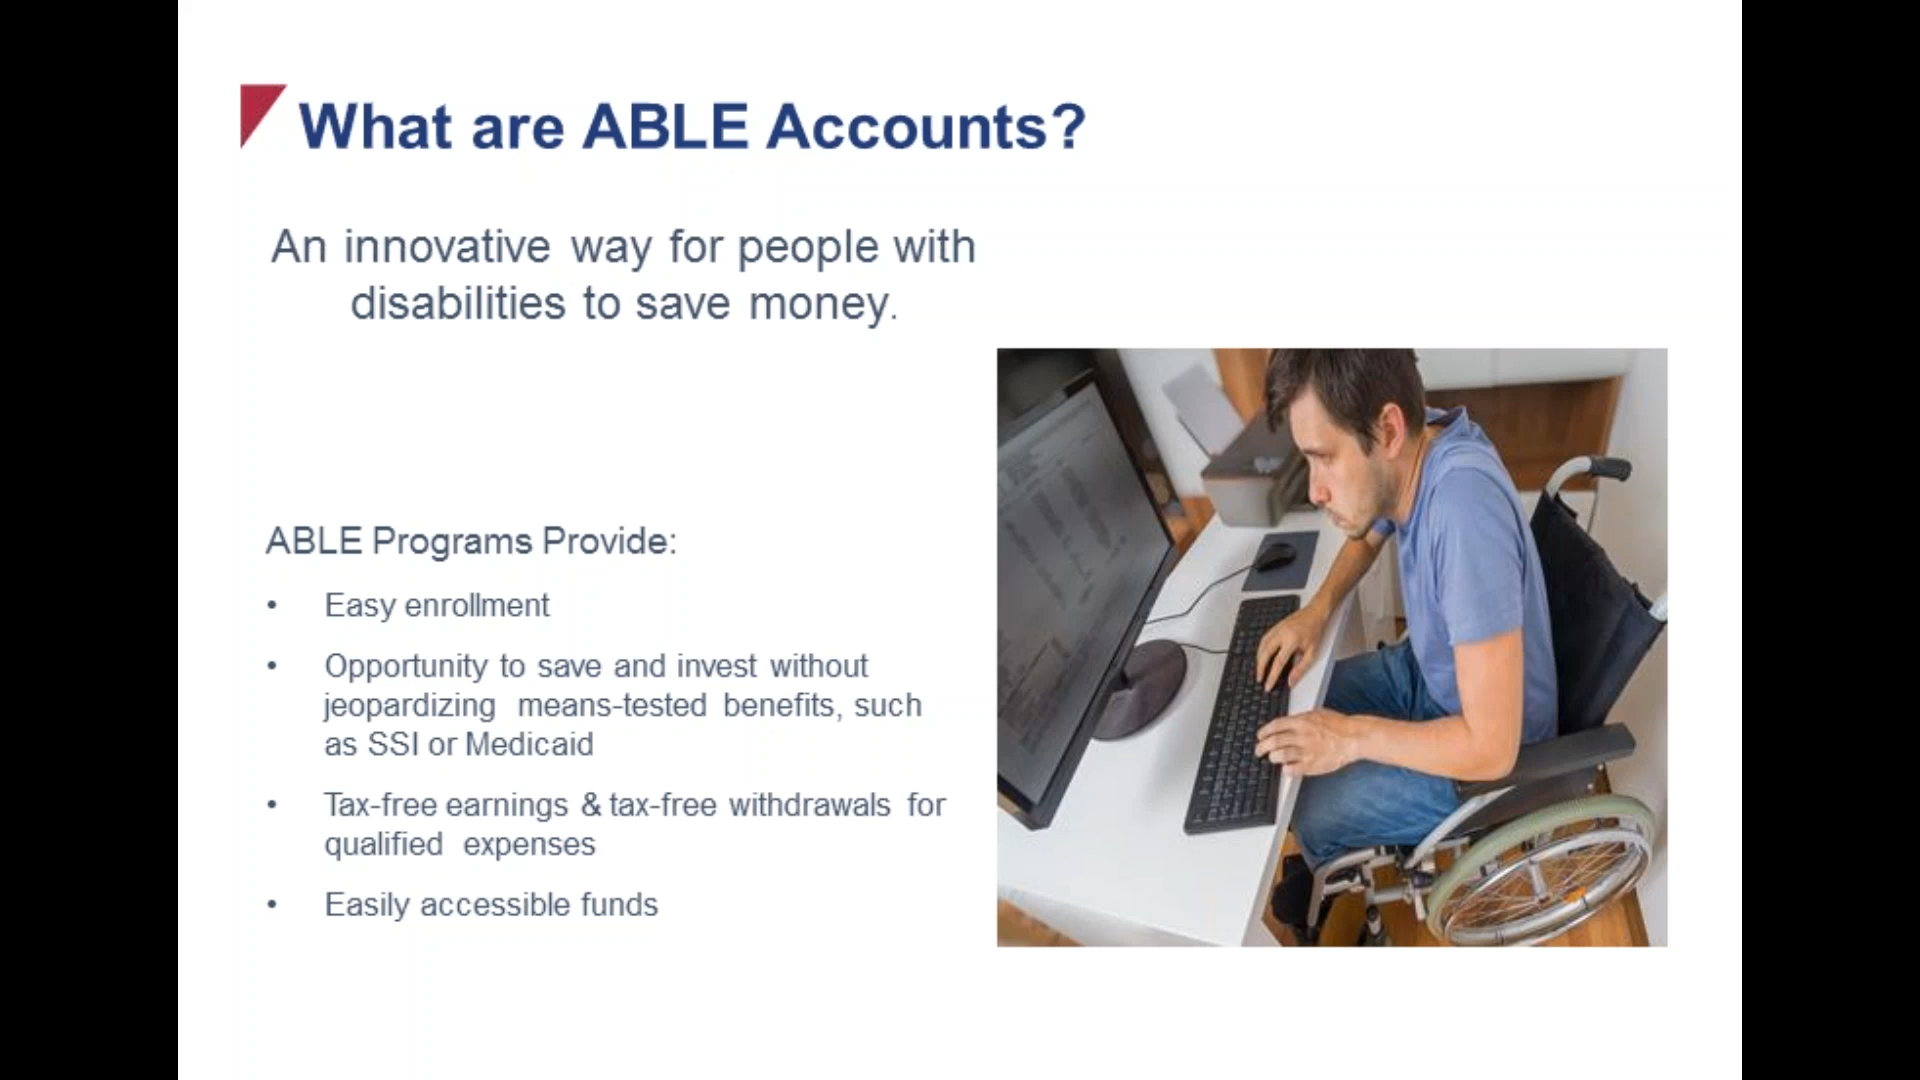 What are ABLE Accounts?
An innovative way for people with
disabilities to save money.
ABLE Programs Provide:
• Easy enrollment
• Opportunity to save and invest without
jeopardizing means-tested benefits, such
as SSI or Medicaid
• Tax-free earnings & tax-free withdrawals for
qualified expenses
• Easily accessible funds